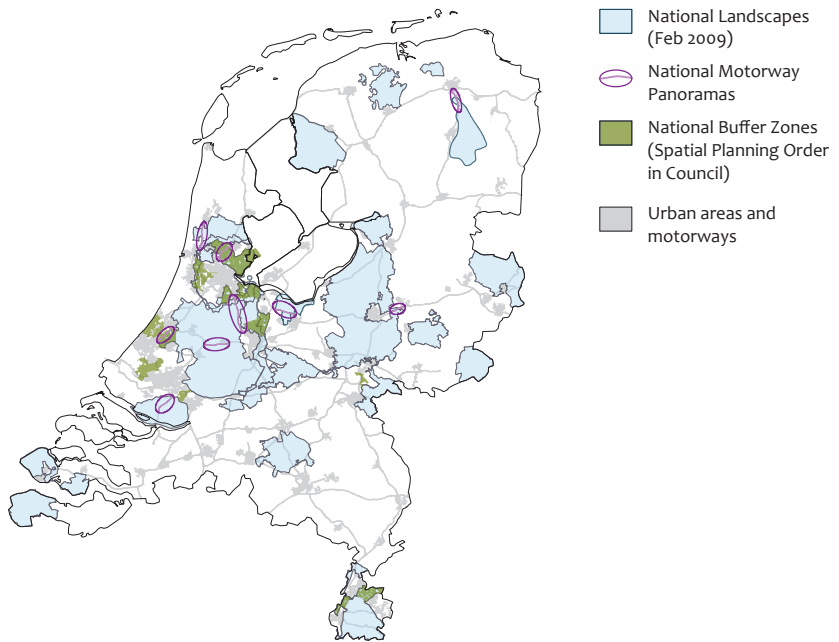 National Landscapes
(Feb 2009)
National Motorway
Panoramas
National Buffer Zones
(Spatial Planning Order
in Council)
Urban areas and
motorways